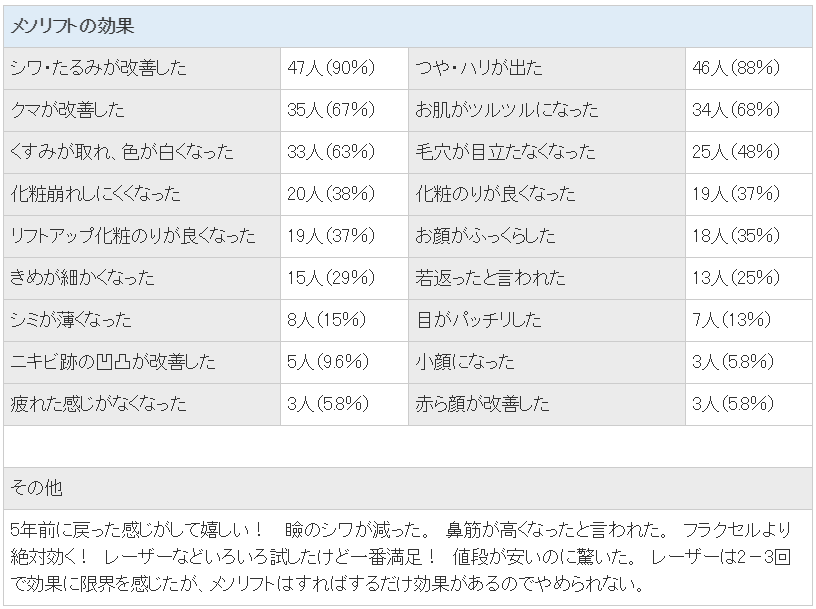 メソリフトの効果
シワ・たるみが改善した 47人(90%) つや・ハリが出た 46人(88%)
クマが改善した 35人(67%) お肌がツルツルになった 34人(68%)
くすみが取れ、色が白くなった 33人(63%) 毛穴が目立たなくなった 25人(48%)
化粧崩れしにくくなった 20人(38%) 化粧のりが良くなった 19人(37%)
リフトアップ化粧のりが良くなった 19人(37%) お顔がふっくらした 18人(35%)
きめが細かくなった 15人(29%) 若返ったと言われた 13人(25%)
シミが薄くなった 8人(15%) 目がパッチリした 7人(13%)
ニキビ跡の凹凸が改善した 5人(9.6%) 小顔になった 3人(5.8%)
疲れた感じがなくなった 3人(5.8%) 赤ら顔が改善した 3人(5.8%)
その他
5年前に戻った感じがして嬉しい！　瞼のシワが減った。　鼻筋が高くなったと言われた。　フラクセルより
絶対効く！　レーザーなどいろいろ試したけど一番満足！　値段が安いのに驚いた。　レーザーは2－3回
で効果に限界を感じたが、メソリフトはすればするだけ効果があるのでやめられない。